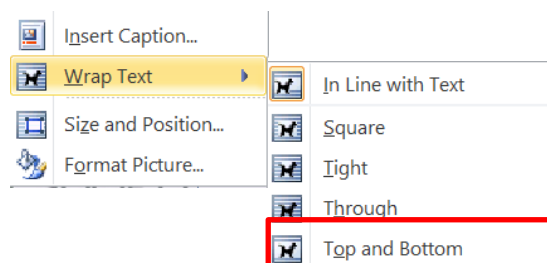 Insert Caption...
Wrap Text
Size and Position...
Format Picture...
In Line with Text
Square
Tight
Through
Top and Bottom